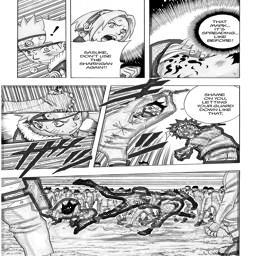 !
SASUKE,
DON'T USE
THE
SHARINGAN
AGAIN!!
THAT
MARK...
IT'S
SPREADING...
LIKE
BEFORE!
SHAME
ON YOU,
LETTING
YOUR GUARD
DOWN
LIKE
THAT.